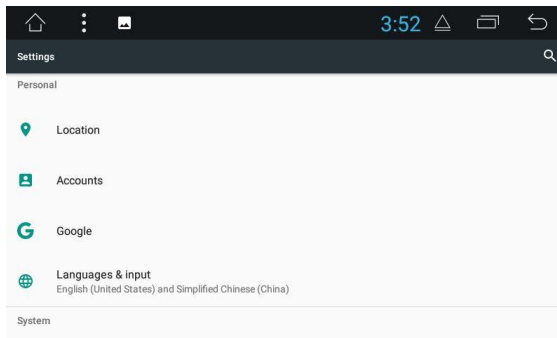 3:52
Settings
Personal
Location
Accounts
Google
Languages & input
English (United States) and Simplified Chinese (China)
System